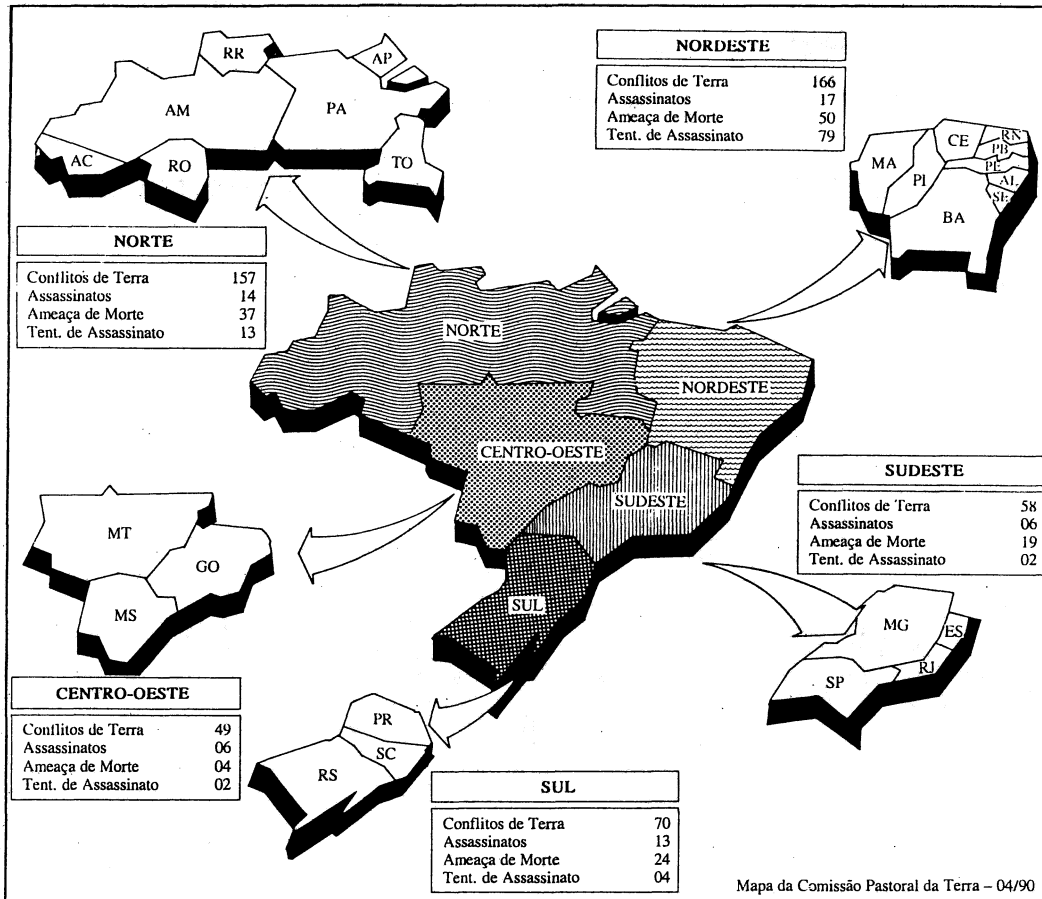 RR
AP
AM
PA
AC
RO
TO
NORTE
Conflitos de Terra 157
Assassinatos 14
Ameaça de Morte 37
Tent. de Assassinato 13
NORDESTE
Conflitos de Terra 166
Assassinatos 17
Ameaça de Morte 50
Tent. de Assassinato 79
MA
PI
CE
RN
PB
PE
AL
SE
BA
NORTE
NORDESTE
CENTRO-OESTE
SUDESTE
SUL
MT
GO
MS
CENTRO-OESTE
Conflitos de Terra 49
Assassinatos 06
Ameaça de Morte 04
Tent. de Assassinato 02
SUDESTE
Conflitos de Terra 58
Assassinatos 06
Ameaça de Morte 19
Tent. de Assassinato 02
MG
ES
RJ
SP
PR
SC
RS
SUL
Conflitos de Terra 70
Assassinatos 13
Ameaça de Morte 24
Tent. de Assassinato 04
Mapa da Comissão Pastoral da Terra – 04/90